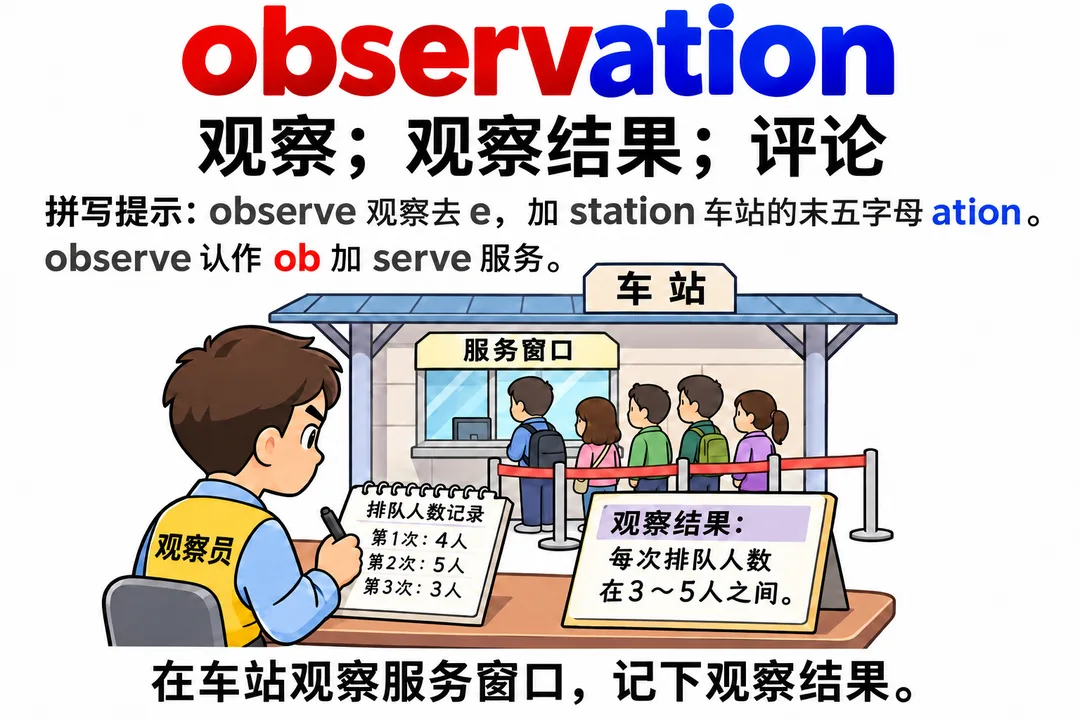 observation
观察；观察结果；评论
拼写提示：observe 观察去 e，加 station 车站的末五字母 ation。
observe 认作 ob 加 serve 服务。
车站
服务窗口
观察员
排队人数记录
第1次：4人
第2次：5人
第3次：3人
观察结果：
每次排队人数
在3～5人之间。
在车站观察服务窗口，记下观察结果。